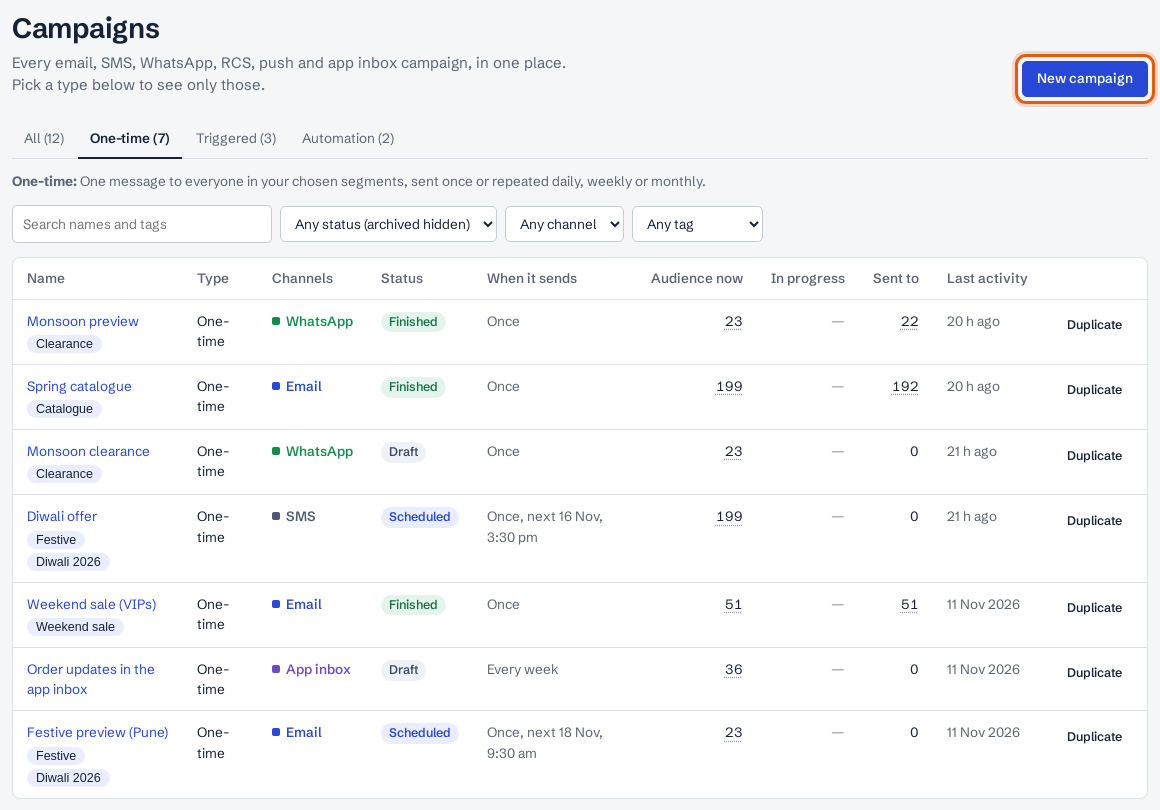 Campaigns
Every email, SMS, WhatsApp, RCS, push and app inbox campaign, in one place.
Pick a type below to see only those.
New campaign
All (12) One-time (7) Triggered (3) Automation (2)
One-time: One message to everyone in your chosen segments, sent once or repeated daily, weekly or monthly.
Search names and tags Any status (archived hidden) Any channel Any tag
Name Type Channels Status When it sends Audience now In progress Sent to Last activity
Monsoon preview One-time WhatsApp Finished Once 23 — 22 20 h ago Duplicate
Clearance
Spring catalogue One-time Email Finished Once 199 — 192 20 h ago Duplicate
Catalogue
Monsoon clearance One-time WhatsApp Draft Once 23 — 0 21 h ago Duplicate
Clearance
Diwali offer One-time SMS Scheduled Once, next 16 Nov, 3:30 pm 199 — 0 21 h ago Duplicate
Festive
Diwali 2026
Weekend sale (VIPs) One-time Email Finished Once 51 — 51 11 Nov 2026 Duplicate
Weekend sale
Order updates in the app inbox One-time App inbox Draft Every week 36 — 0 11 Nov 2026 Duplicate
Festive preview (Pune) One-time Email Scheduled Once, next 18 Nov, 9:30 am 23 — 0 11 Nov 2026 Duplicate
Festive
Diwali 2026